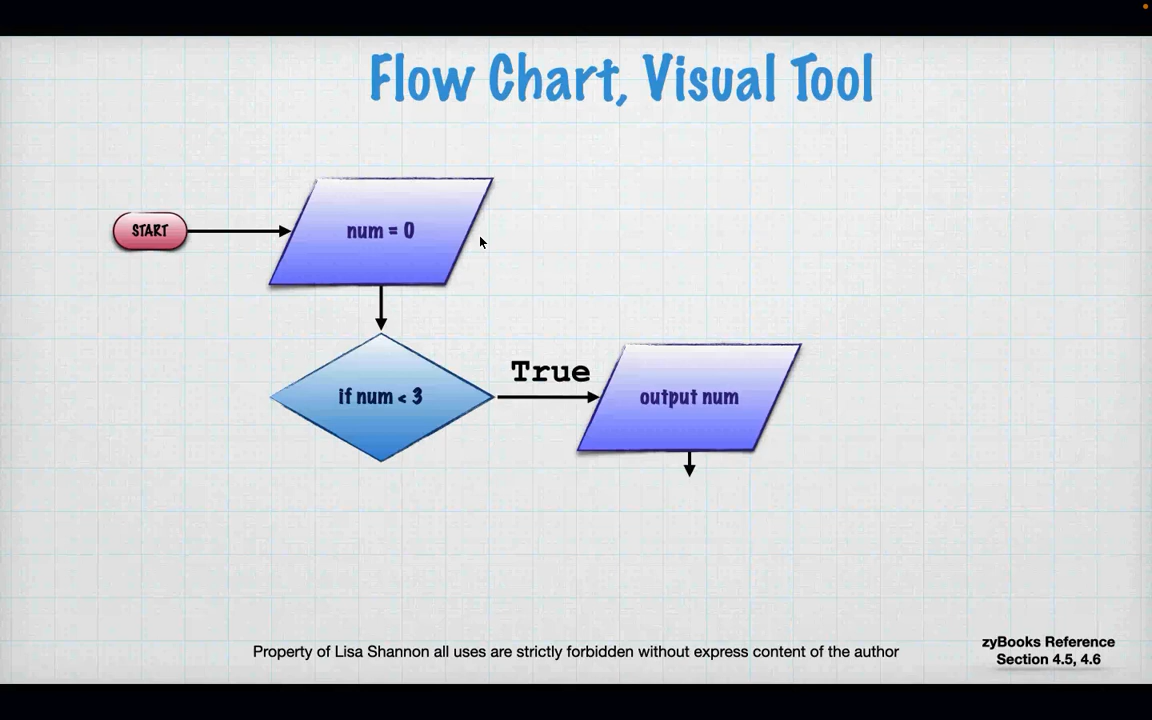 Flow Chart, Visual Tool
START
num = 0
if num < 3
True
output num
Property of Lisa Shannon all uses are strictly forbidden without express content of the author
zyBooks Reference
Section 4.5, 4.6